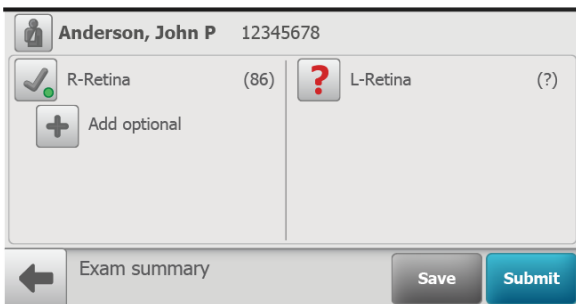 Anderson, John P 12345678
R-Retina (86)
Add optional
? L-Retina (?)
Exam summary
Save
Submit